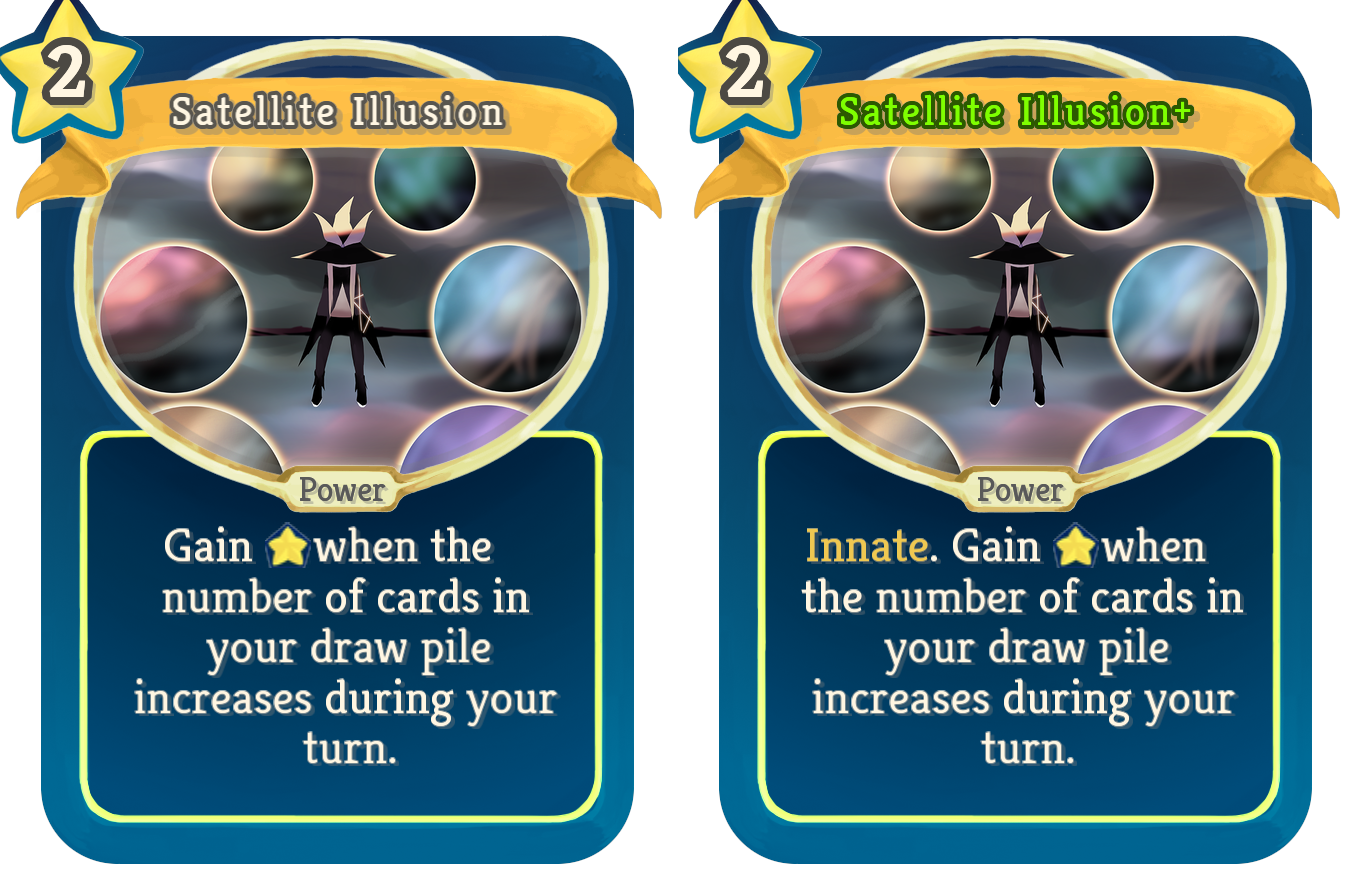 2
Satellite Illusion
Power
Gain when the
number of cards in
your draw pile
increases during your
turn.
2
Satellite Illusion+
Power
Innate. Gain when
the number of cards in
your draw pile
increases during your
turn.